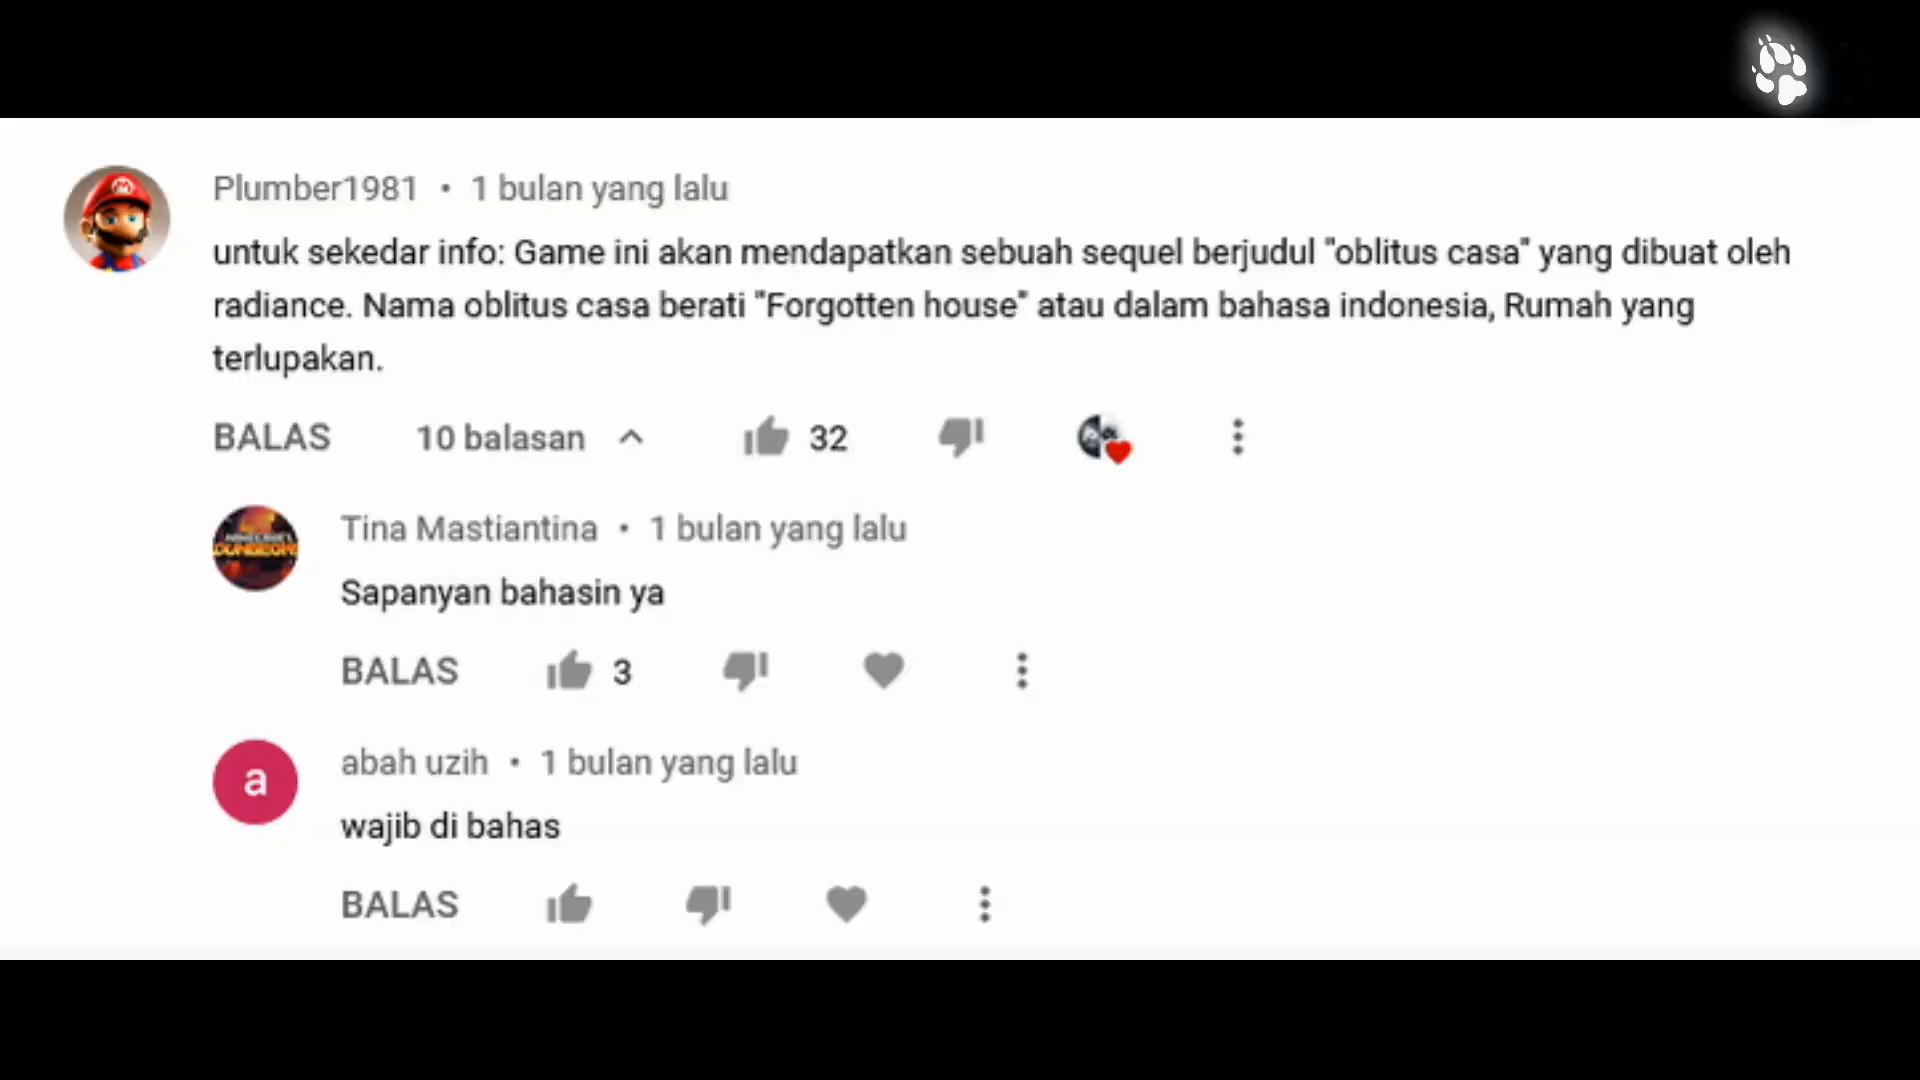 Plumber1981 • 1 bulan yang lalu
untuk sekedar info: Game ini akan mendapatkan sebuah sequel berjudul "oblitus casa" yang dibuat oleh
radiance. Nama oblitus casa berati "Forgotten house" atau dalam bahasa indonesia, Rumah yang
terlupakan.
BALAS 10 balasan 32
Tina Mastiantina • 1 bulan yang lalu
Sapanyan bahasin ya
BALAS 3
a
abah uzih • 1 bulan yang lalu
wajib di bahas
BALAS